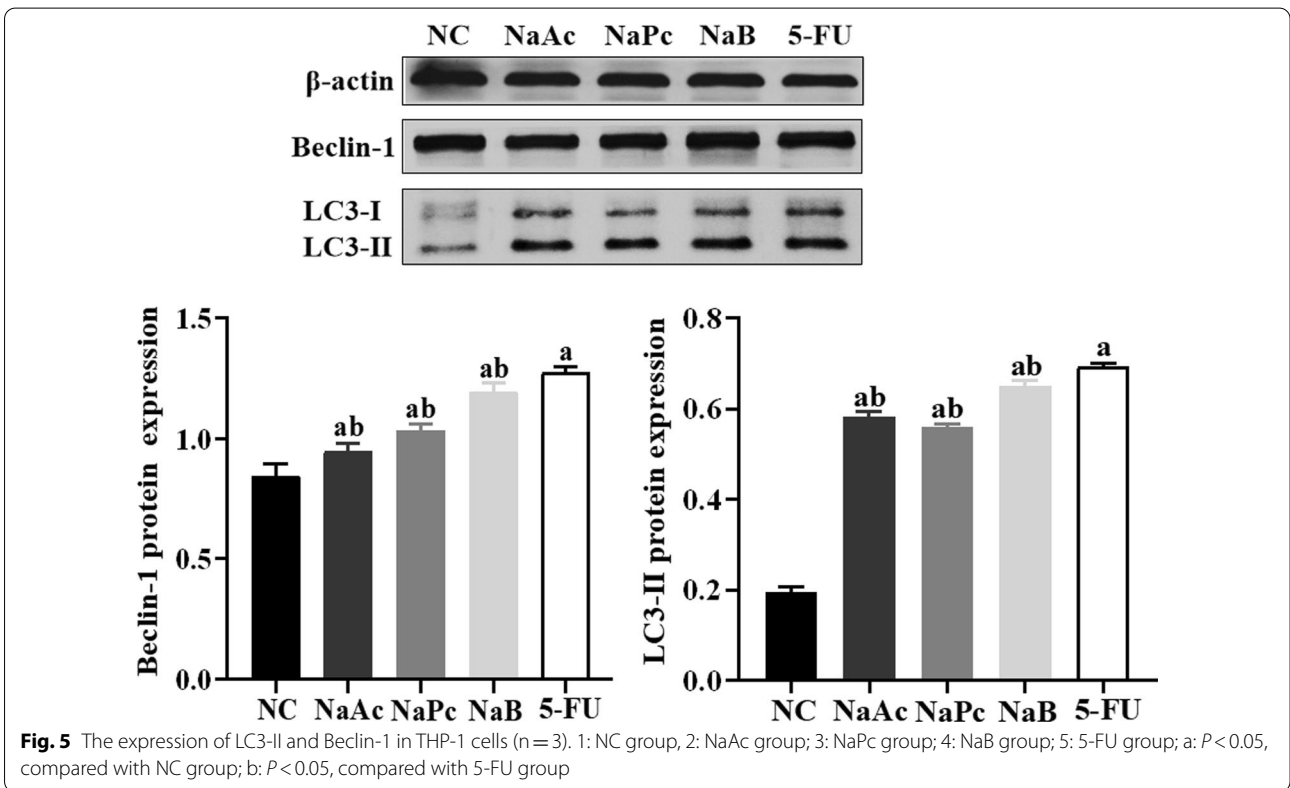 NC NaAc NaPc NaB 5-FU
β-actin
Beclin-1
LC3-I
LC3-II
Beclin-1 protein expression
1.5
1.0
0.5
0.0
ab
ab
ab
a
NC NaAc NaPc NaB 5-FU
LC3-II protein expression
0.8
0.6
0.4
0.2
0.0
ab
ab
ab
a
NC NaAc NaPc NaB 5-FU
Fig. 5 The expression of LC3-II and Beclin-1 in THP-1 cells (n = 3). 1: NC group, 2: NaAc group; 3: NaPc group; 4: NaB group; 5: 5-FU group; a: P < 0.05,
compared with NC group; b: P < 0.05, compared with 5-FU group